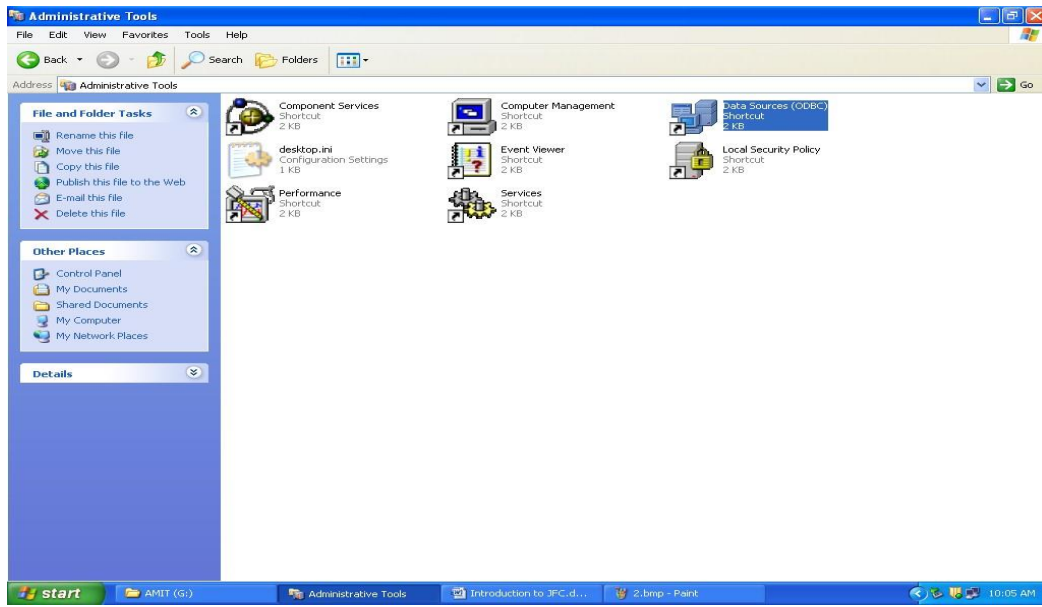 Administrative Tools
File Edit View Favorites Tools Help
Back Search Folders
Address Administrative Tools Go
File and Folder Tasks
Rename this file
Move this file
Copy this file
Publish this file to the Web
E-mail this file
Delete this file
Other Places
Control Panel
My Documents
Shared Documents
My Computer
My Network Places
Details
Component Services
Shortcut
2 KB
Computer Management
Shortcut
2 KB
Data Sources (ODBC)
Shortcut
2 KB
desktop.ini
Configuration Settings
1 KB
Event Viewer
Shortcut
2 KB
Local Security Policy
Shortcut
2 KB
Performance
Shortcut
2 KB
Services
Shortcut
2 KB
start AMIT (G:) Administrative Tools Introduction to JFC.d... 2.bmp - Paint 10:05 AM